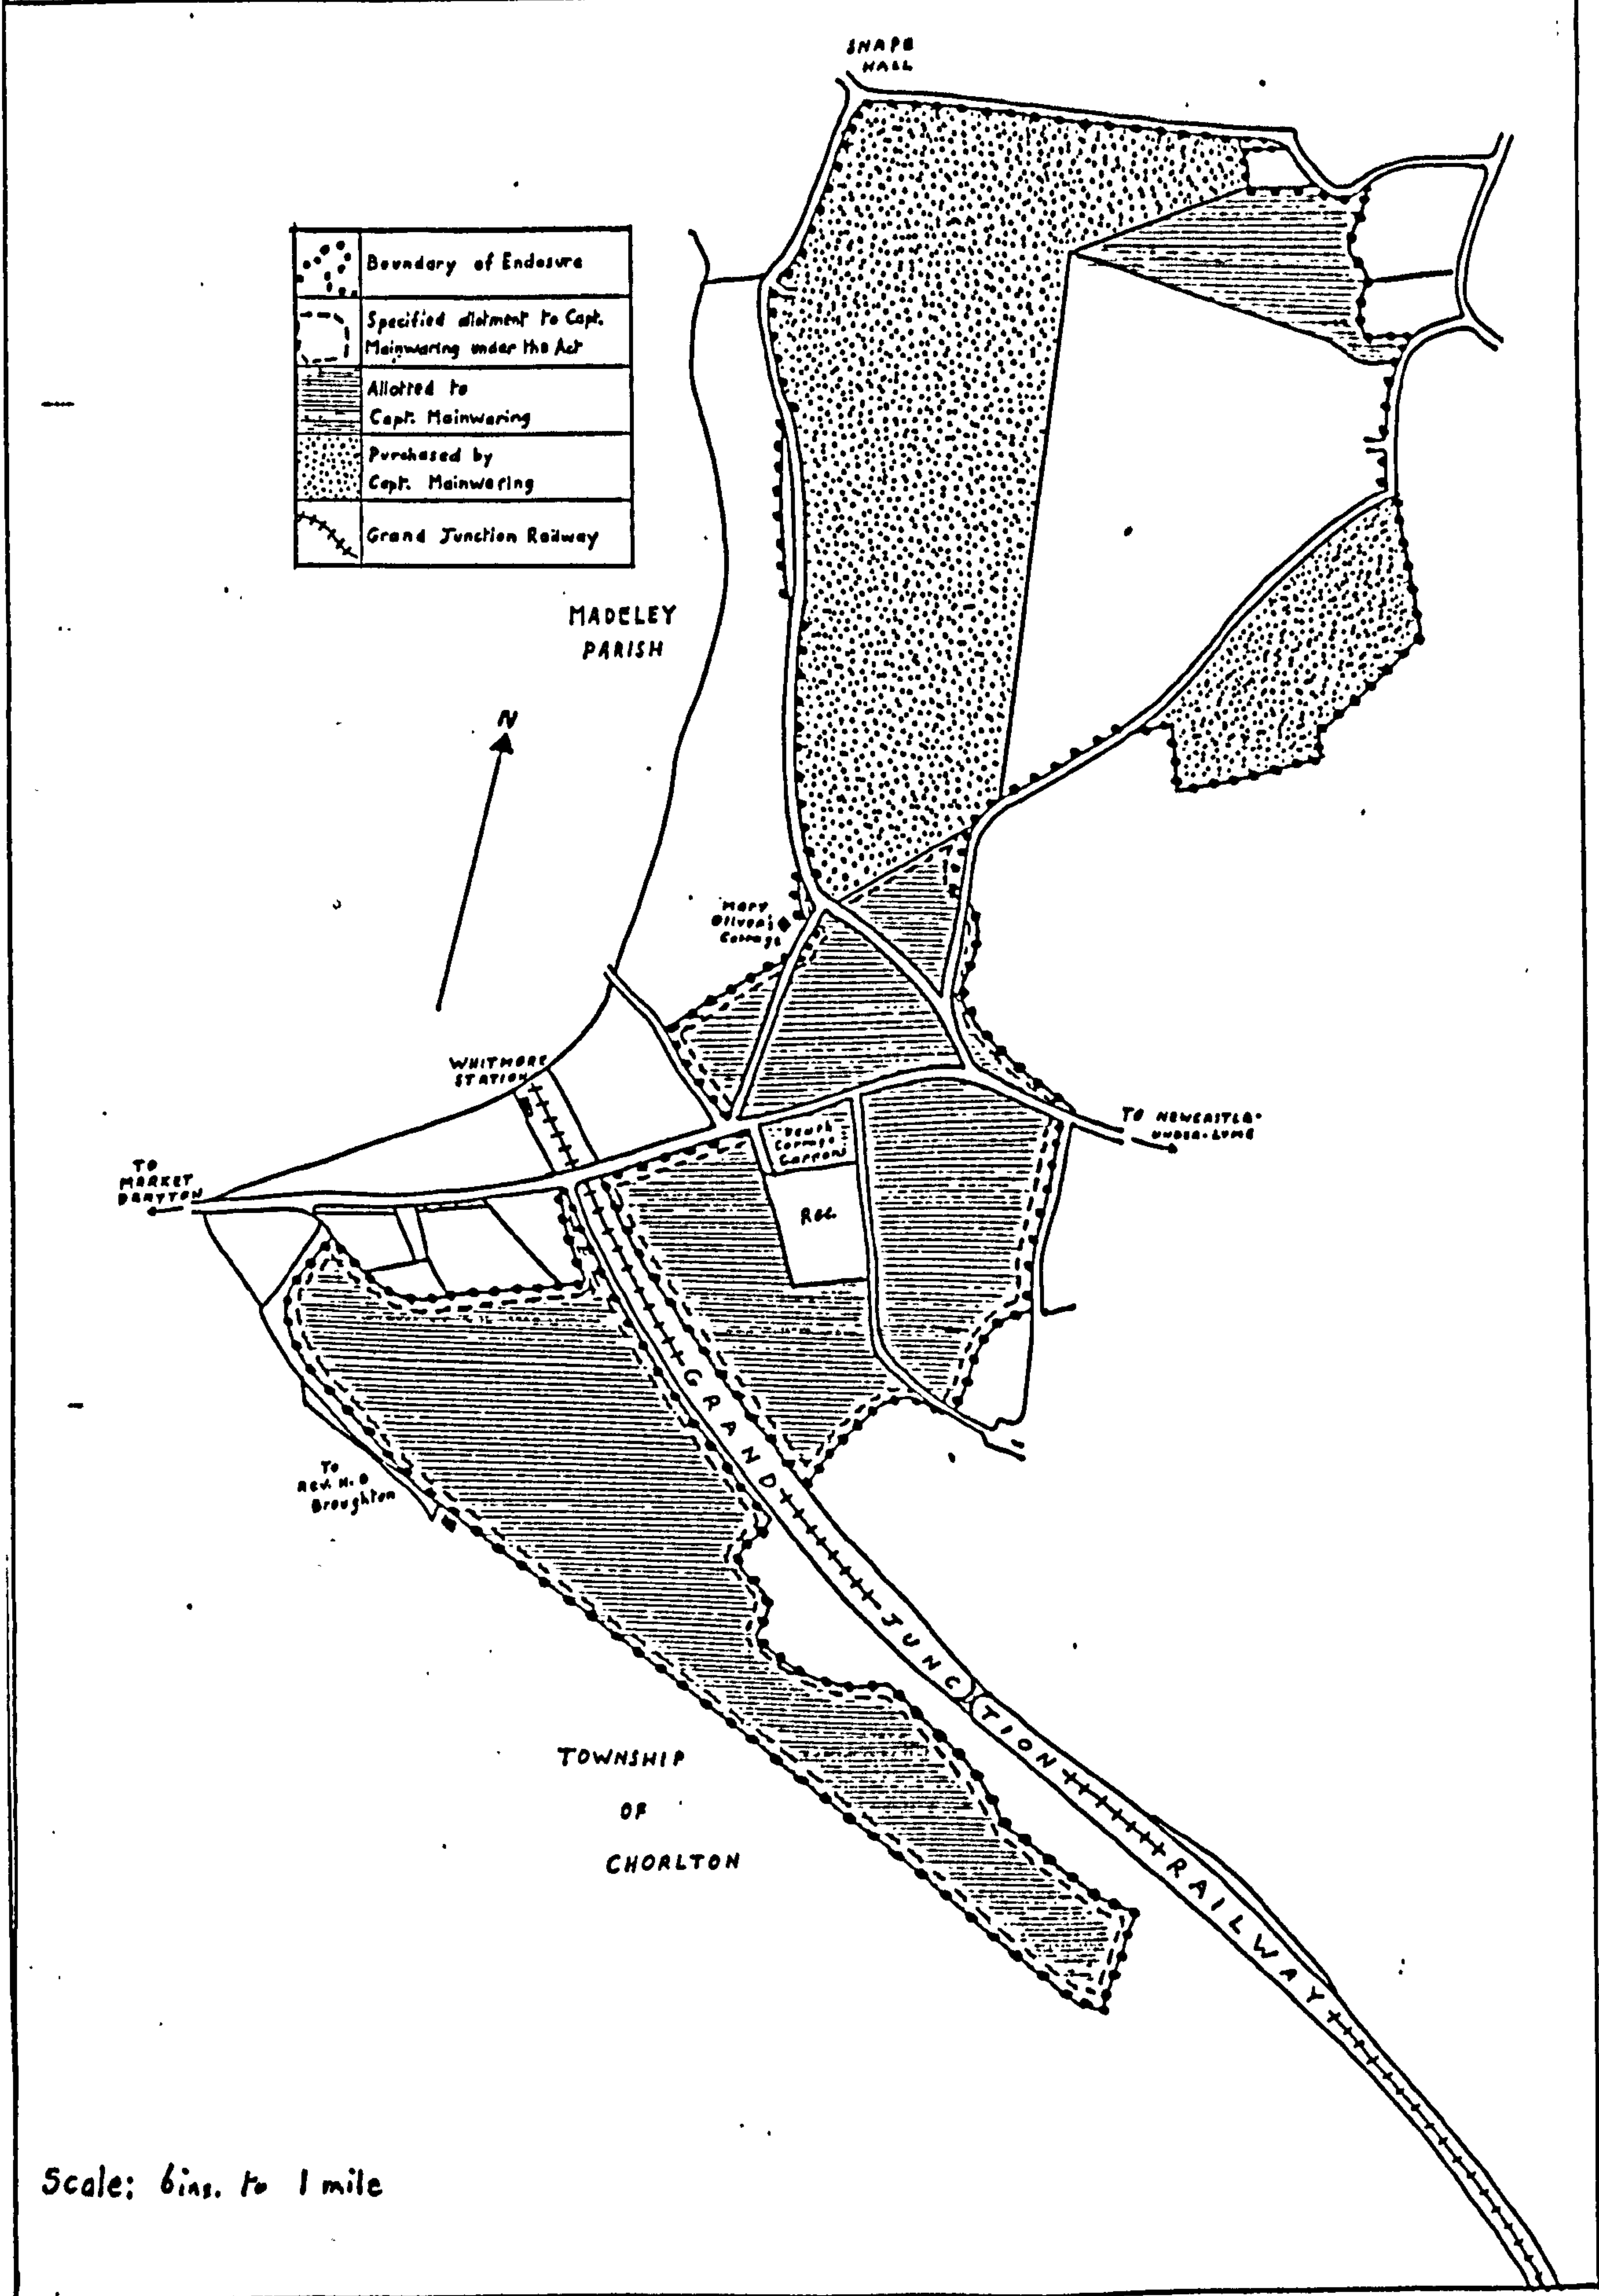 SNAPE
HALL
Boundary of Enclosure
Specified allotment to Capt.
Mainwaring under the Act
Allotted to
Capt. Mainwaring
Purchased by
Capt. Mainwaring
Grand Junction Railway
MADELEY
PARISH
N
MARY
OLIVER'S
COTTAGE
WHITMORE
STATION
TO NEWCASTLE-
UNDER-LYME
Cottage
TO
MARKET
DRAYTON
Rec.
To
Rev. H. D
Broughton
GRAND JUNCTION RAILWAY
TOWNSHIP
OF
CHORLTON
Scale: 6ins. to 1 mile